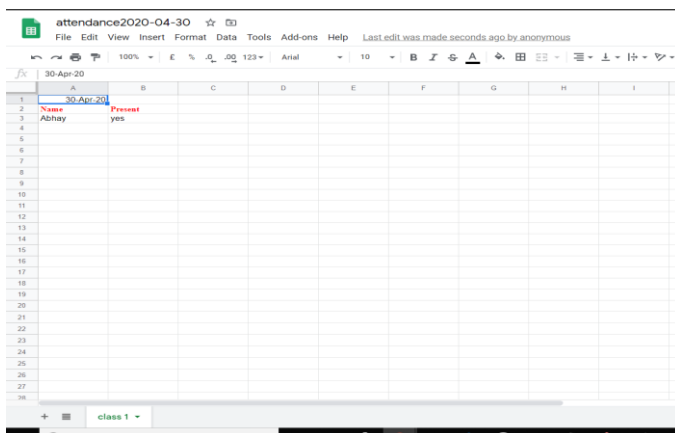 attendance2020-04-30
File Edit View Insert Format Data Tools Add-ons Help Last edit was made seconds ago by anonymous
100% £ % .0 .00 123 Arial 10 B I S A
fx 30-Apr-20
A B C D E F G H I
1 30-Apr-20
2 Name Present
3 Abhay yes
4
5
6
7
8
9
10
11
12
13
14
15
16
17
18
19
20
21
22
23
24
25
26
27
28
+ class 1